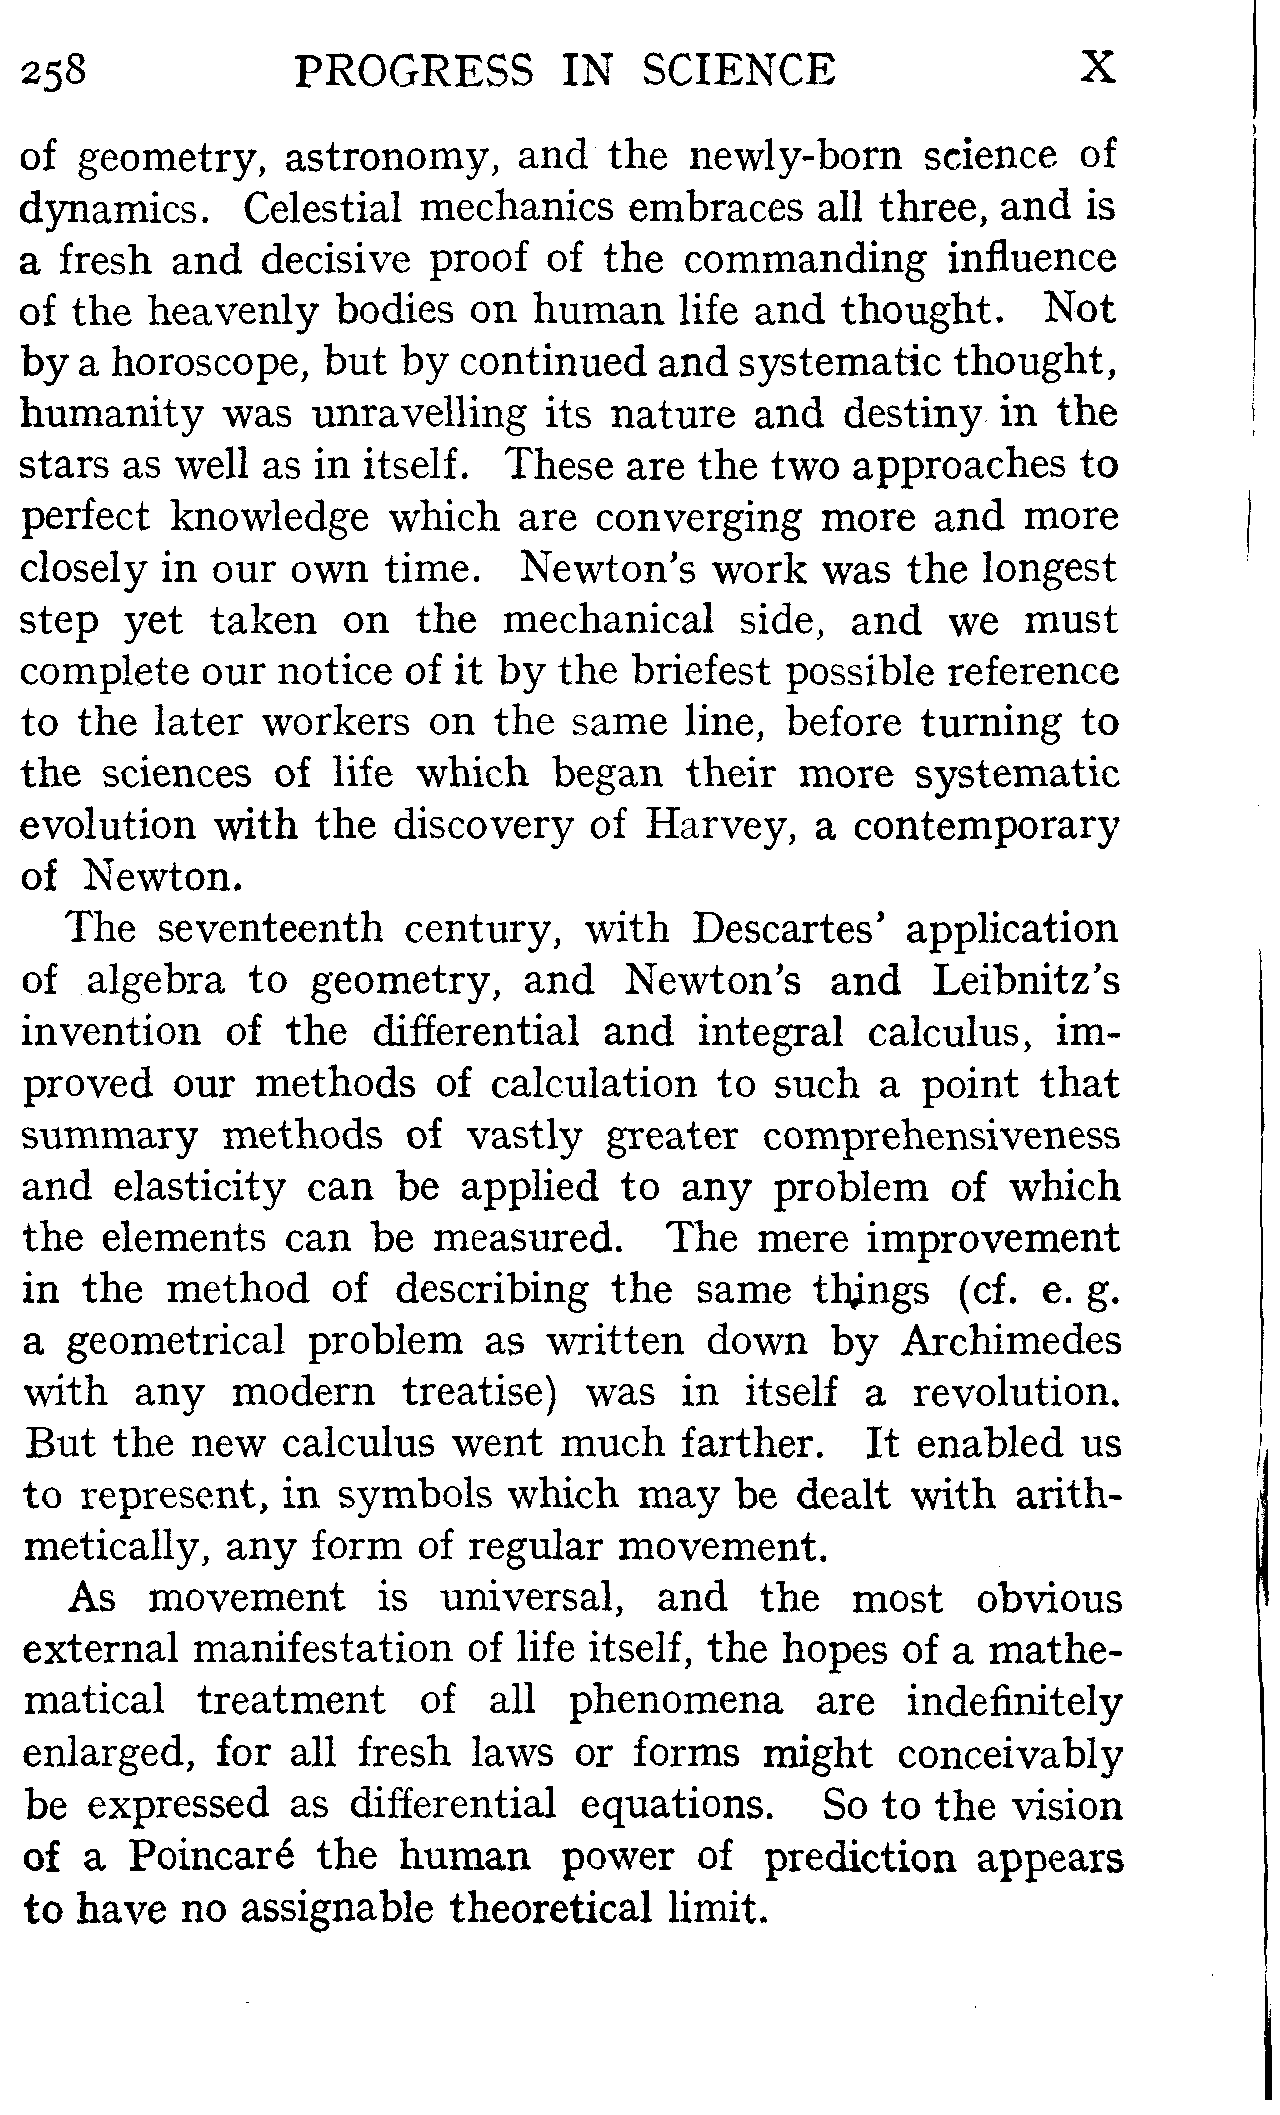 258 PROGRESS IN SCIENCE X
of geometry, astronomy, and the newly-born science of
dynamics. Celestial mechanics embraces all three, and is
a fresh and decisive proof of the commanding influence
of the heavenly bodies on human life and thought. Not
by a horoscope, but by continued and systematic thought,
humanity was unravelling its nature and destiny in the
stars as well as in itself. These are the two approaches to
perfect knowledge which are converging more and more
closely in our own time. Newton's work was the longest
step yet taken on the mechanical side, and we must
complete our notice of it by the briefest possible reference
to the later workers on the same line, before turning to
the sciences of life which began their more systematic
evolution with the discovery of Harvey, a contemporary
of Newton.
The seventeenth century, with Descartes' application
of algebra to geometry, and Newton's and Leibnitz's
invention of the differential and integral calculus, im-
proved our methods of calculation to such a point that
summary methods of vastly greater comprehensiveness
and elasticity can be applied to any problem of which
the elements can be measured. The mere improvement
in the method of describing the same things (cf. e. g.
a geometrical problem as written down by Archimedes
with any modern treatise) was in itself a revolution.
But the new calculus went much farther. It enabled us
to represent, in symbols which may be dealt with arith-
metically, any form of regular movement.
As movement is universal, and the most obvious
external manifestation of life itself, the hopes of a mathe-
matical treatment of all phenomena are indefinitely
enlarged, for all fresh laws or forms might conceivably
be expressed as differential equations. So to the vision
of a Poincaré the human power of prediction appears
to have no assignable theoretical limit.